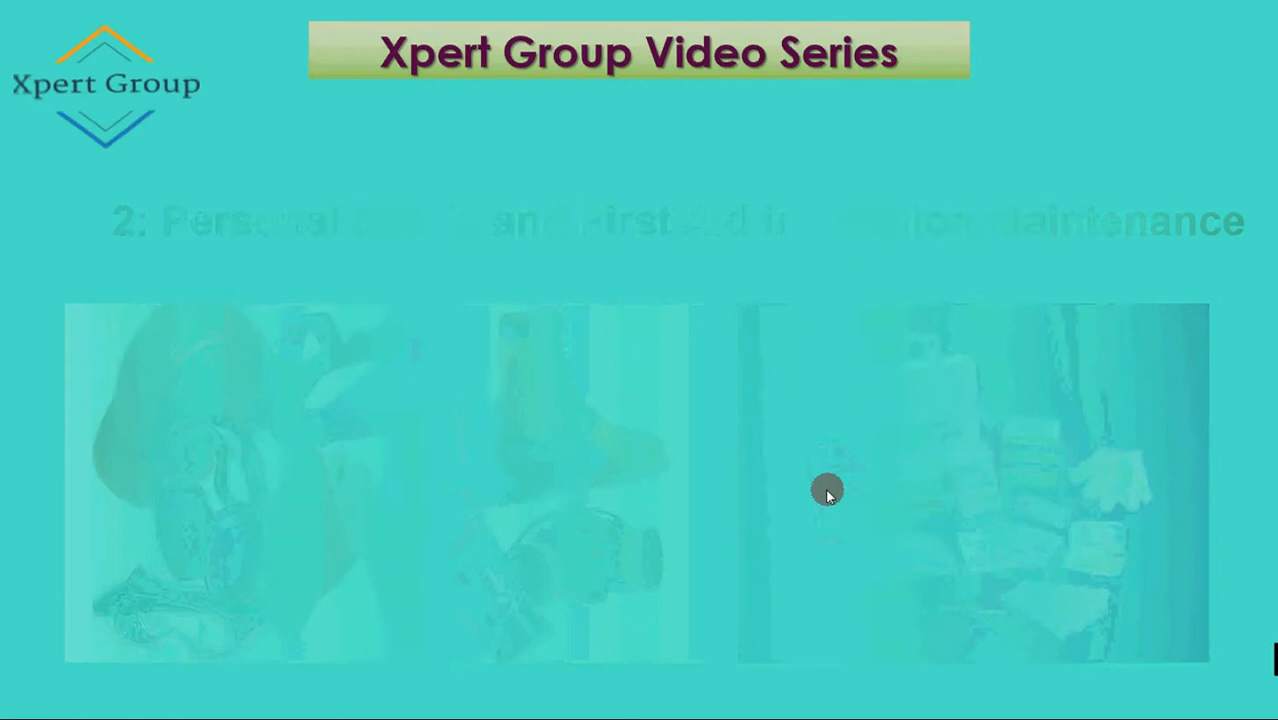 Xpert Group Video Series
Xpert Group
2: Personal and First Aid in Maintenance